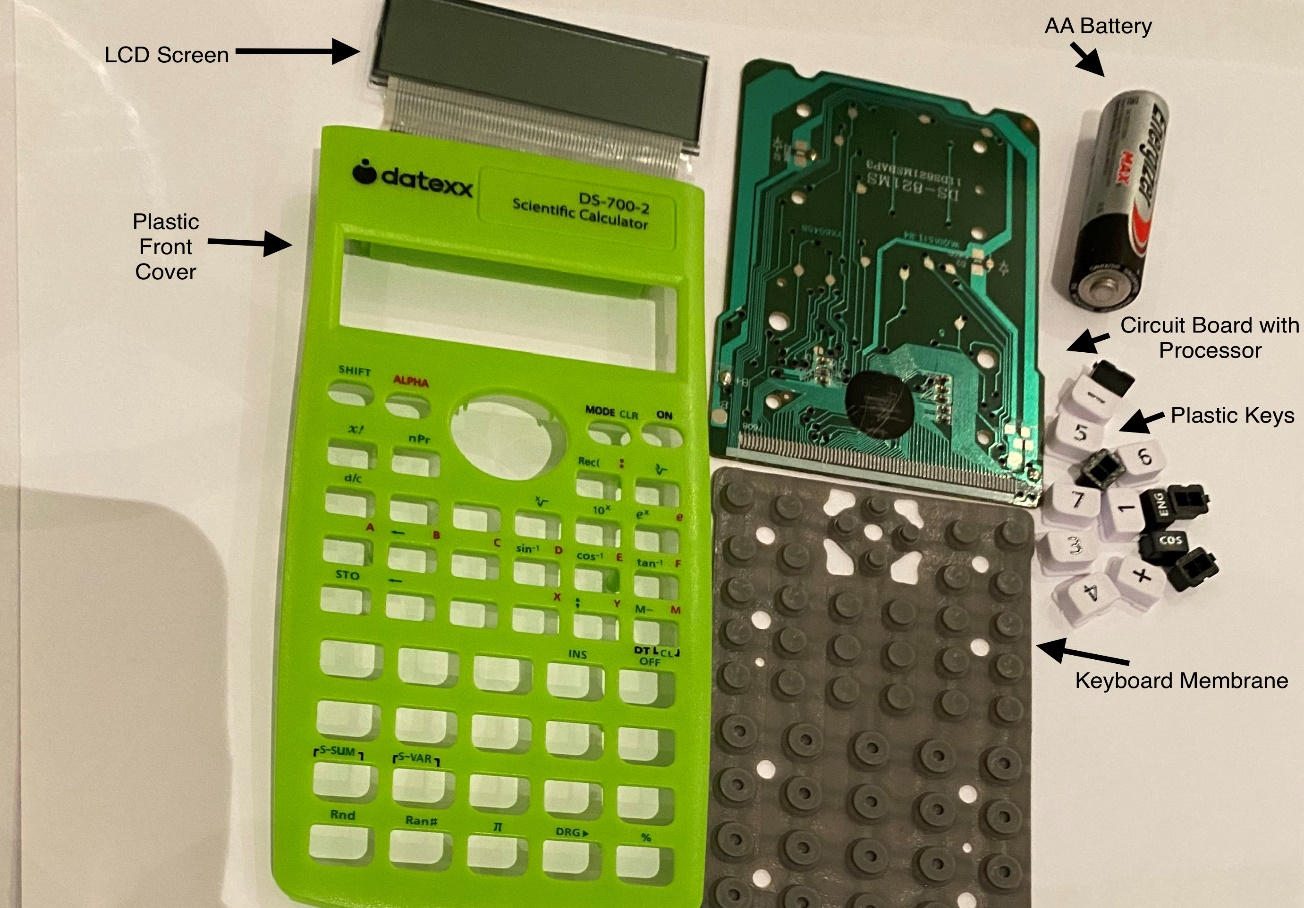 LCD Screen
AA Battery
Energizer
MAX
datexx
DS-700-2
Scientific Calculator
Plastic
Front
Cover
DS-821MS
Circuit Board with
Processor
Plastic Keys
Keyboard Membrane
SHIFT
ALPHA
MODE CLR
ON
x!
nPr
Rec( :
³√
d/c
ˣ√
10ˣ
eˣ e
A
← B
C
sin⁻¹ D
cos⁻¹ E
tan⁻¹ F
STO
←
X
; Y
M− M
INS
DT CL
OFF
S-SUM
S-VAR
Rnd
Ran#
π
DRG▶
%
5
6
7
1
ENG
3
cos
4
+